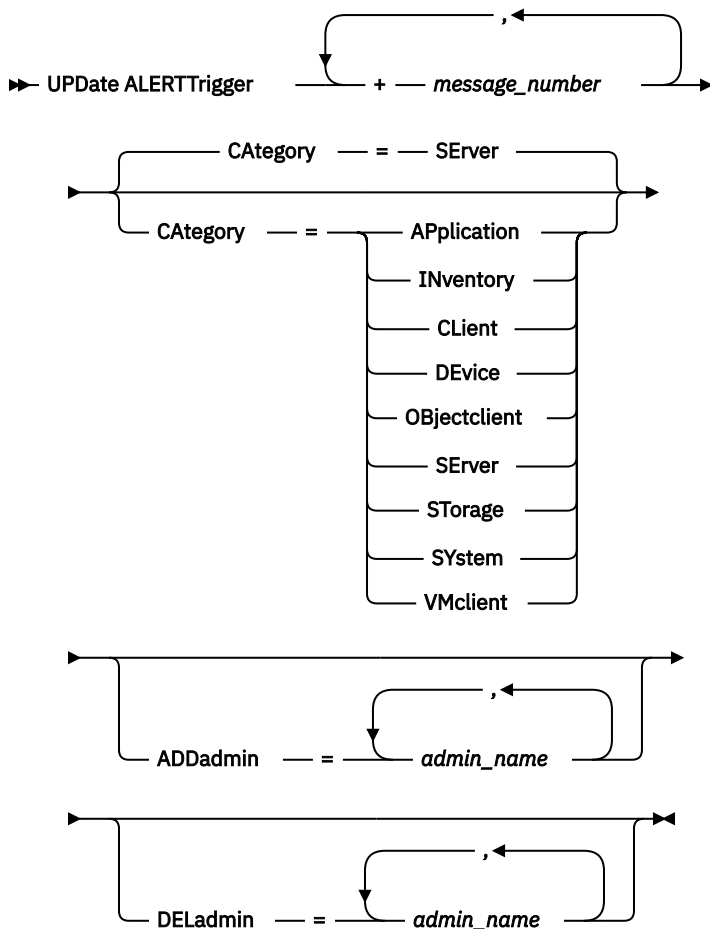 ,
UPDate ALERTTrigger + message_number
CAtegory = SErver
CAtegory = APplication
INventory
CLient
DEvice
OBjectclient
SErver
STorage
SYstem
VMclient
,
ADDadmin = admin_name
,
DELadmin = admin_name